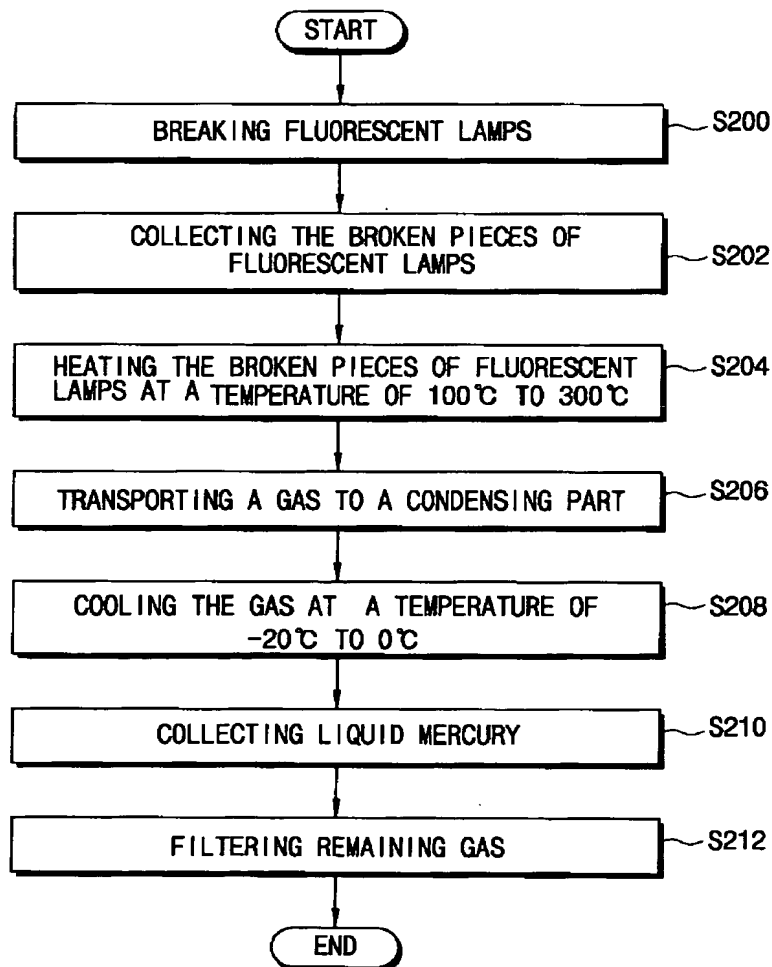 START
BREAKING FLUORESCENT LAMPS
S200
COLLECTING THE BROKEN PIECES OF
FLUORESCENT LAMPS
S202
HEATING THE BROKEN PIECES OF FLUORESCENT
LAMPS AT A TEMPERATURE OF 100℃ TO 300℃
S204
TRANSPORTING A GAS TO A CONDENSING PART
S206
COOLING THE GAS AT A TEMPERATURE OF
-20℃ TO 0℃
S208
COLLECTING LIQUID MERCURY
S210
FILTERING REMAINING GAS
S212
END